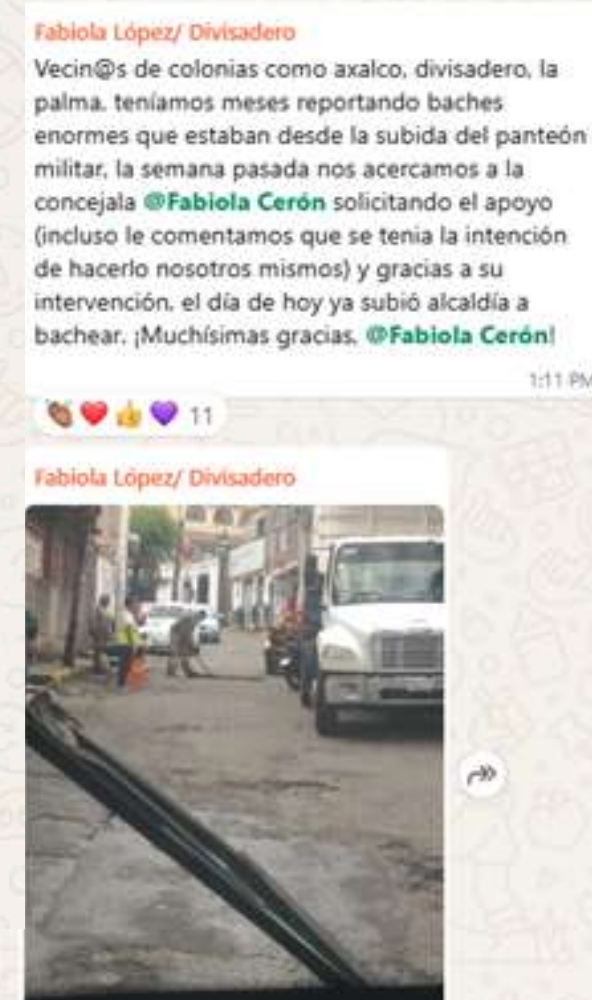 Fabiola López/ Divisadero
Vecin@s de colonias como axalco, divisadero, la
palma, teníamos meses reportando baches
enormes que estaban desde la subida del panteón
militar, la semana pasada nos acercamos a la
concejala @Fabiola Cerón solicitando el apoyo
(incluso le comentamos que se tenia la intención
de hacerlo nosotros mismos) y gracias a su
intervención, el día de hoy ya subió alcaldía a
bachear. ¡Muchísimas gracias, @Fabiola Cerón!
1:11 PM
11
Fabiola López/ Divisadero